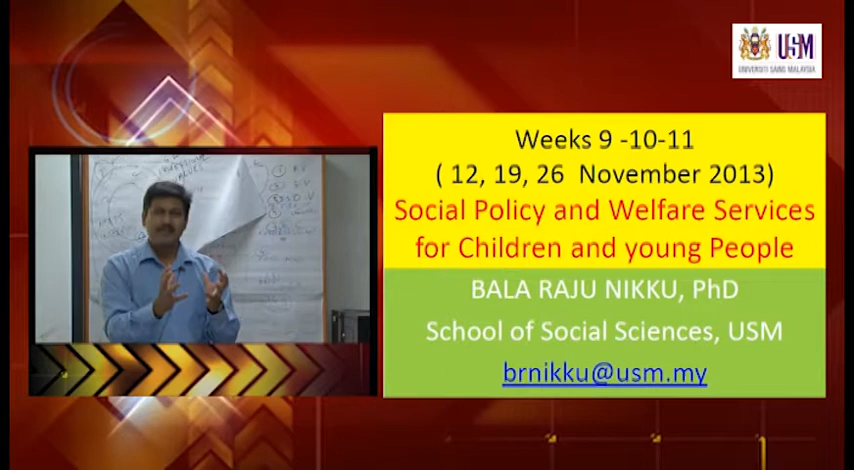 USM
UNIVERSITI SAINS MALAYSIA
Weeks 9 -10-11
( 12, 19, 26 November 2013)
Social Policy and Welfare Services
for Children and young People
BALA RAJU NIKKU, PhD
School of Social Sciences, USM
brnikku@usm.my